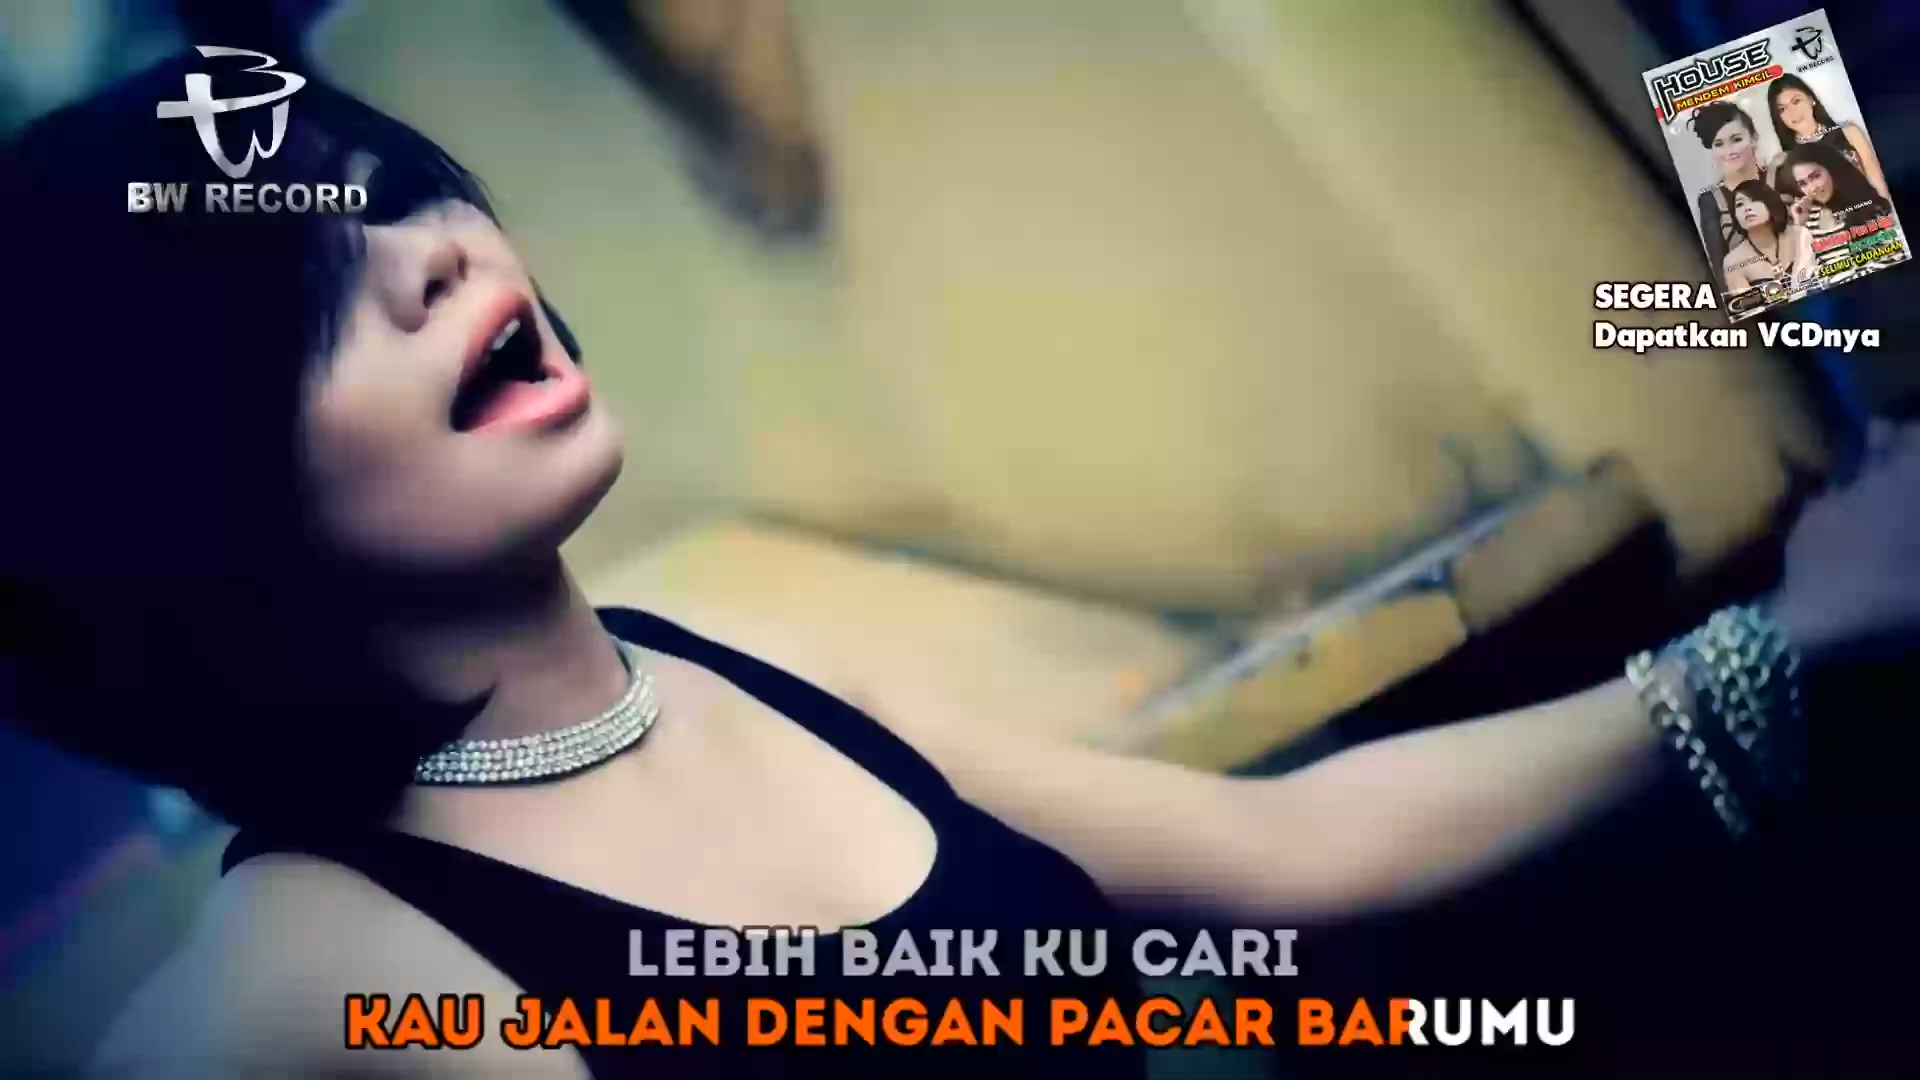 BW RECORD
HOUSE
MENDEM KIMCIL
BW RECORD
SELIMUT CADANGAN
SEGERA
Dapatkan VCDnya
LEBIH BAIK KU CARI
KAU JALAN DENGAN PACAR BARUMU